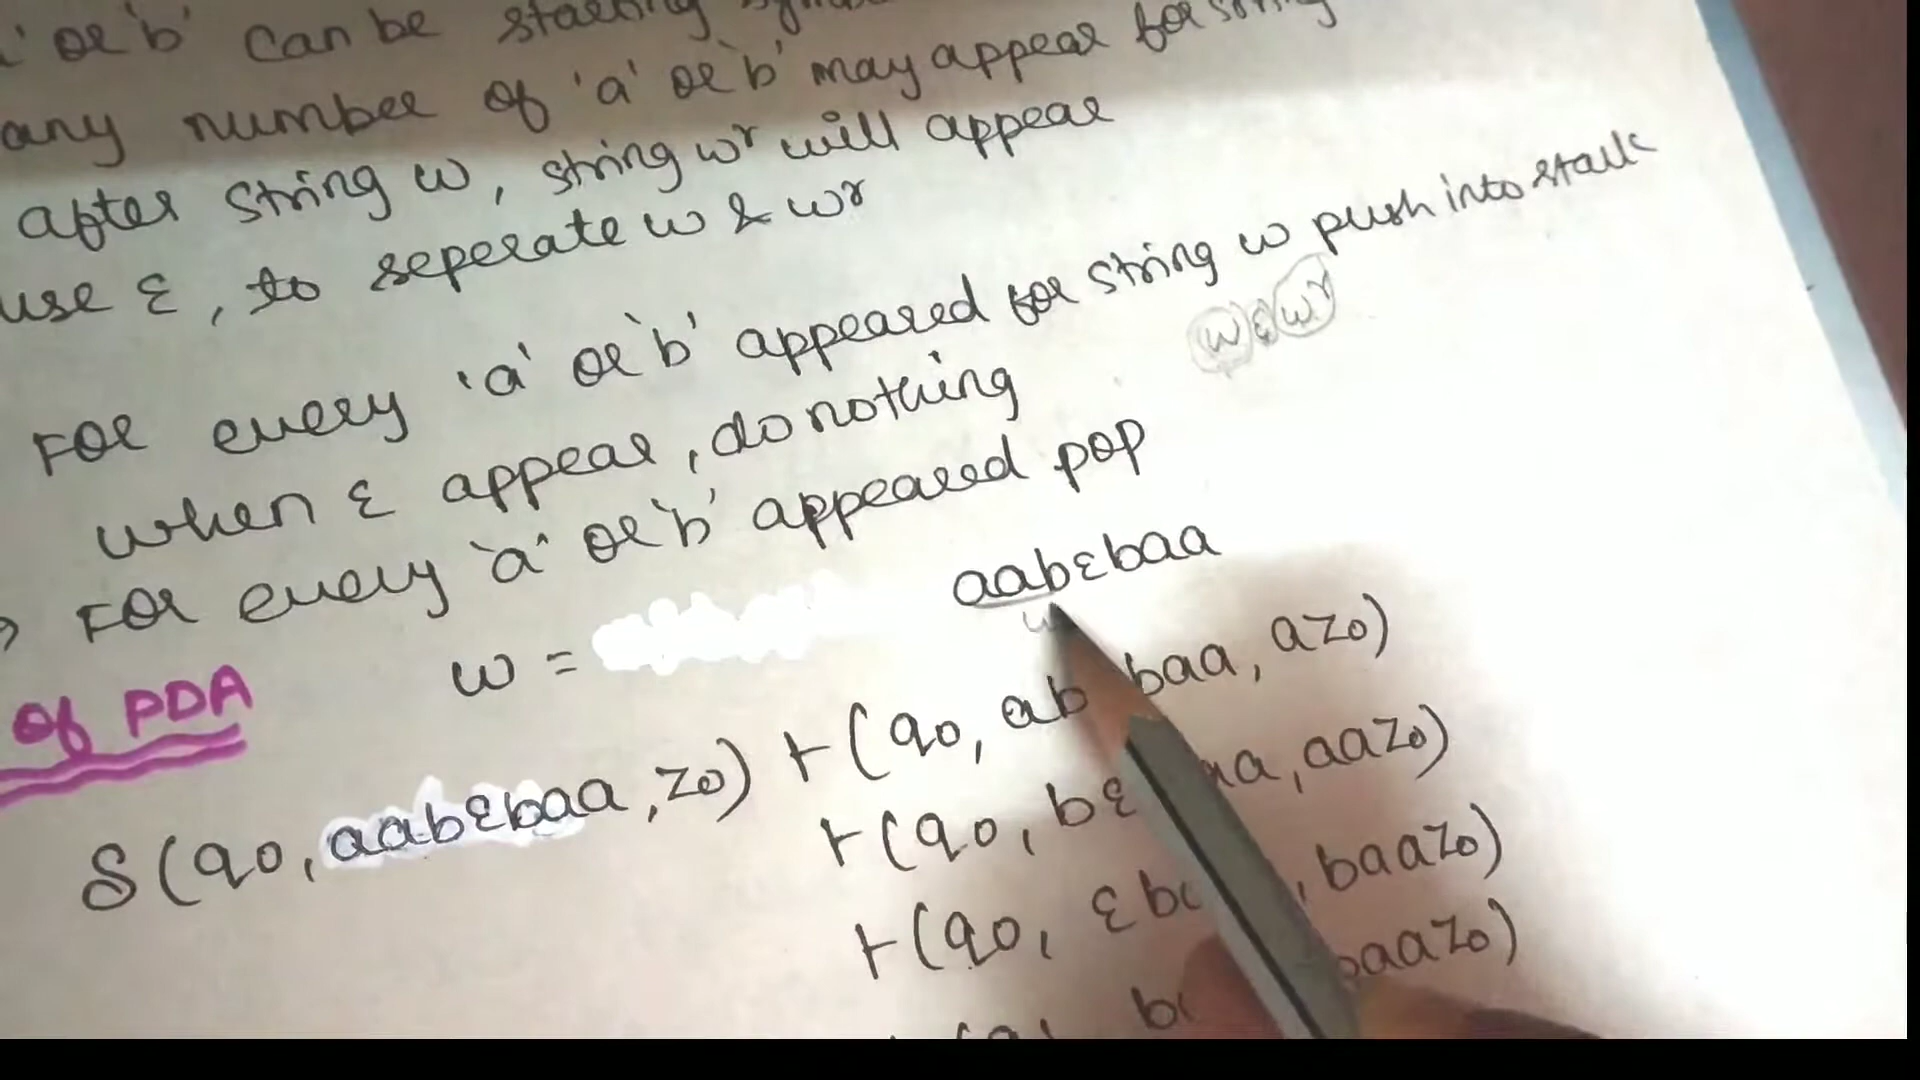 or 'b' can be starting
any number of 'a' or 'b' may appear for string
after string w, string wʳ will appear
use ε, to seperate w & wʳ
For every 'a' or 'b' appeared for string w push into stack
w ε wʳ
when ε appear, do nothing
For every 'a' or 'b' appeared pop
aabεbaa
w =
of PDA
δ(q0, aabεbaa, z0) ⊢ (q0, ab baa, az0)
⊢ (q0, bε aa, aaz0)
⊢ (q0, εb , baaz0)
baaz0)